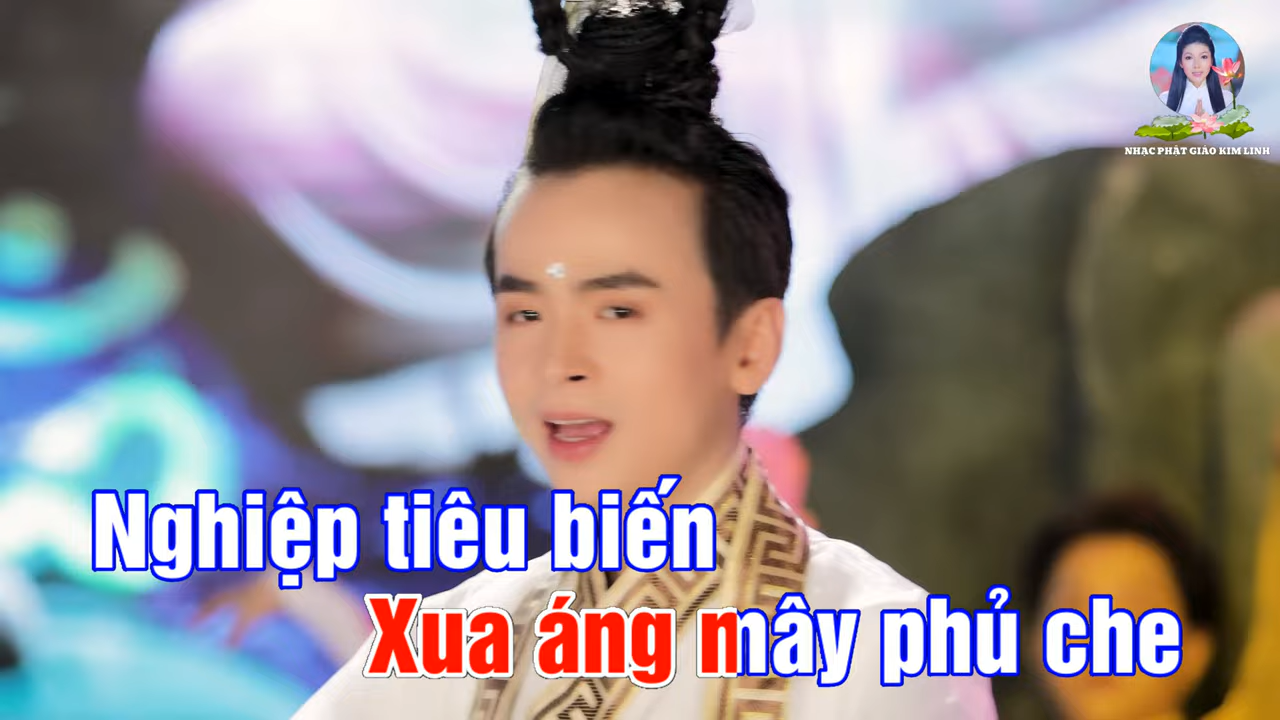 NHẠC PHẬT GIÁO KIM LINH
Nghiệp tiêu biến
Xua áng mây phủ che